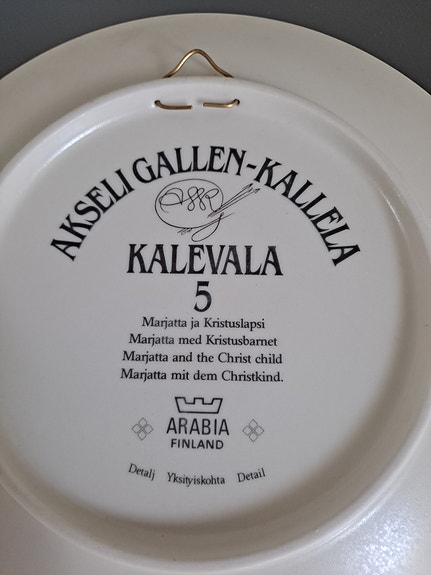 AKSELI GALLEN-KALLELA
KALEVALA
5
Marjatta ja Kristuslapsi
Marjatta med Kristusbarnet
Marjatta and the Christ child
Marjatta mit dem Christkind.
ARABIA
FINLAND
Detalj Yksityiskohta Detail